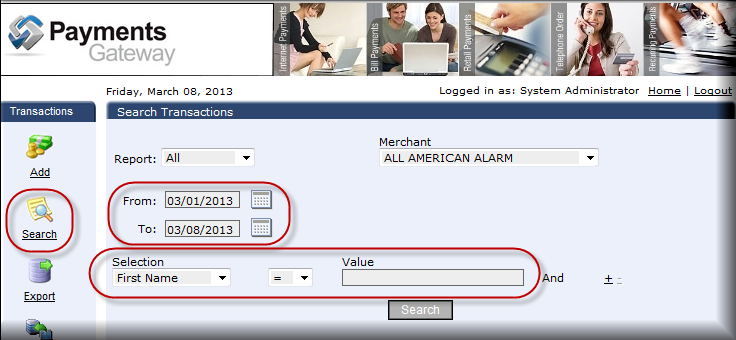 Payments
Gateway
Internet Payments
Bill Payments
Retail Payments
Telephone Order
Recurring Payments
Friday, March 08, 2013
Logged in as: System Administrator Home | Logout
Transactions
Search Transactions
Add
Search
Export
Merchant
Report: All
ALL AMERICAN ALARM
From: 03/01/2013
To: 03/08/2013
Selection Value
First Name = And + -
Search